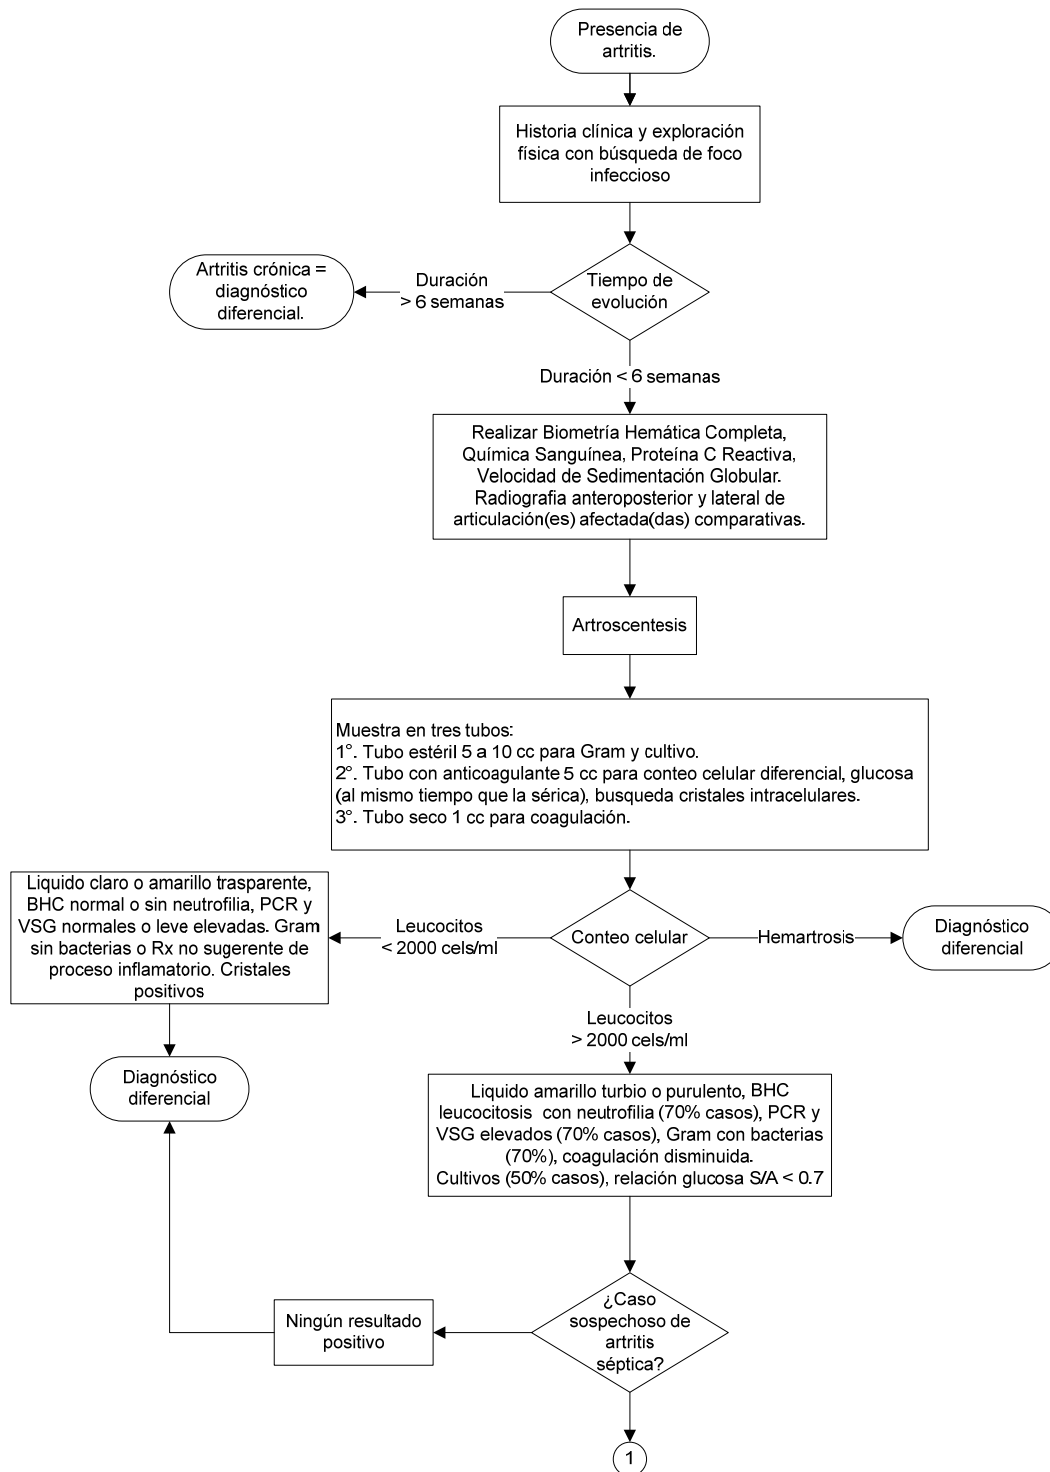 Presencia de
artritis.
Historia clínica y exploración
física con búsqueda de foco
infeccioso
Artritis crónica =
diagnóstico
diferencial.
Duración
> 6 semanas
Tiempo de
evolución
Duración < 6 semanas
Realizar Biometría Hemática Completa,
Química Sanguínea, Proteína C Reactiva,
Velocidad de Sedimentación Globular.
Radiografia anteroposterior y lateral de
articulación(es) afectada(das) comparativas.
Artroscentesis
Muestra en tres tubos:
1°. Tubo estéril 5 a 10 cc para Gram y cultivo.
2°. Tubo con anticoagulante 5 cc para conteo celular diferencial, glucosa
(al mismo tiempo que la sérica), busqueda cristales intracelulares.
3°. Tubo seco 1 cc para coagulación.
Liquido claro o amarillo trasparente,
BHC normal o sin neutrofilia, PCR y
VSG normales o leve elevadas. Gram
sin bacterias o Rx no sugerente de
proceso inflamatorio. Cristales
positivos
Leucocitos
< 2000 cels/ml
Conteo celular
Hemartrosis
Diagnóstico
diferencial
Leucocitos
> 2000 cels/ml
Diagnóstico
diferencial
Liquido amarillo turbio o purulento, BHC
leucocitosis con neutrofilia (70% casos), PCR y
VSG elevados (70% casos), Gram con bacterias
(70%), coagulación disminuida.
Cultivos (50% casos), relación glucosa S/A < 0.7
Ningún resultado
positivo
¿Caso
sospechoso de
artritis
séptica?
1